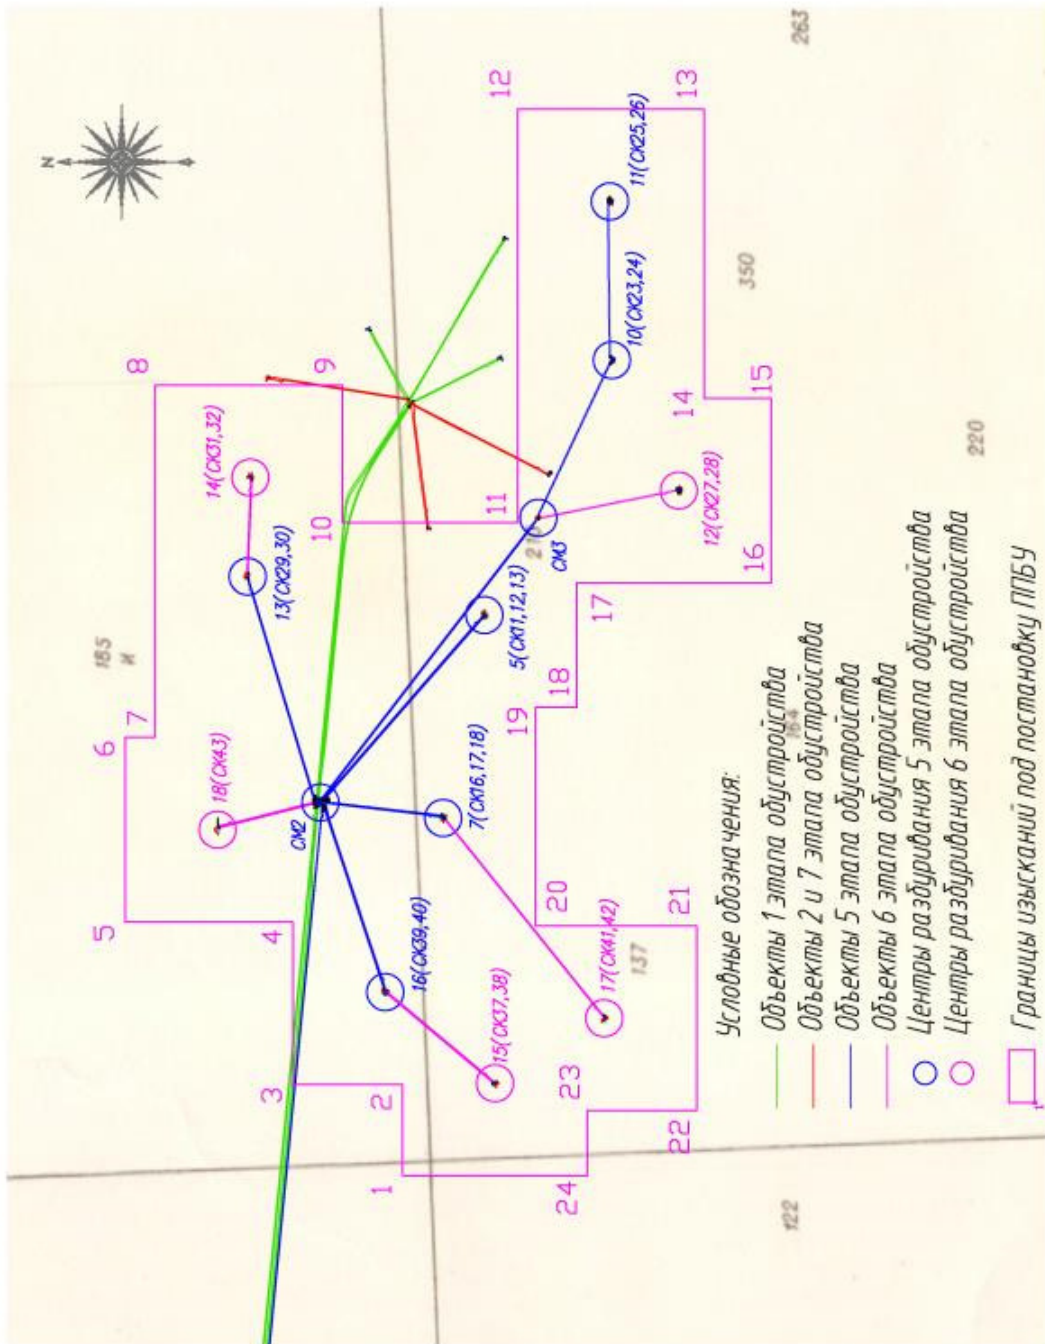 N
185
и
263
350
220
210
164
137
122
1
2
3
4
5
6
7
8
9
10
11
12
13
14
15
16
17
18
19
20
21
22
23
24
18(СК43)
14(СК31,32)
13(СК29,30)
СМ2
16(СК39,40)
15(СК37,38)
7(СК16,17,18)
17(СК41,42)
5(СК11,12,13)
СМ3
12(СК27,28)
10(СК23,24)
11(СК25,26)
Условные обозначения:
Объекты 1 этапа обустройства
Объекты 2 и 7 этапа обустройства
Объекты 5 этапа обустройства
Объекты 6 этапа обустройства
Центры разбуривания 5 этапа обустройства
Центры разбуривания 6 этапа обустройства
1
Границы изысканий под постановку ППБУ